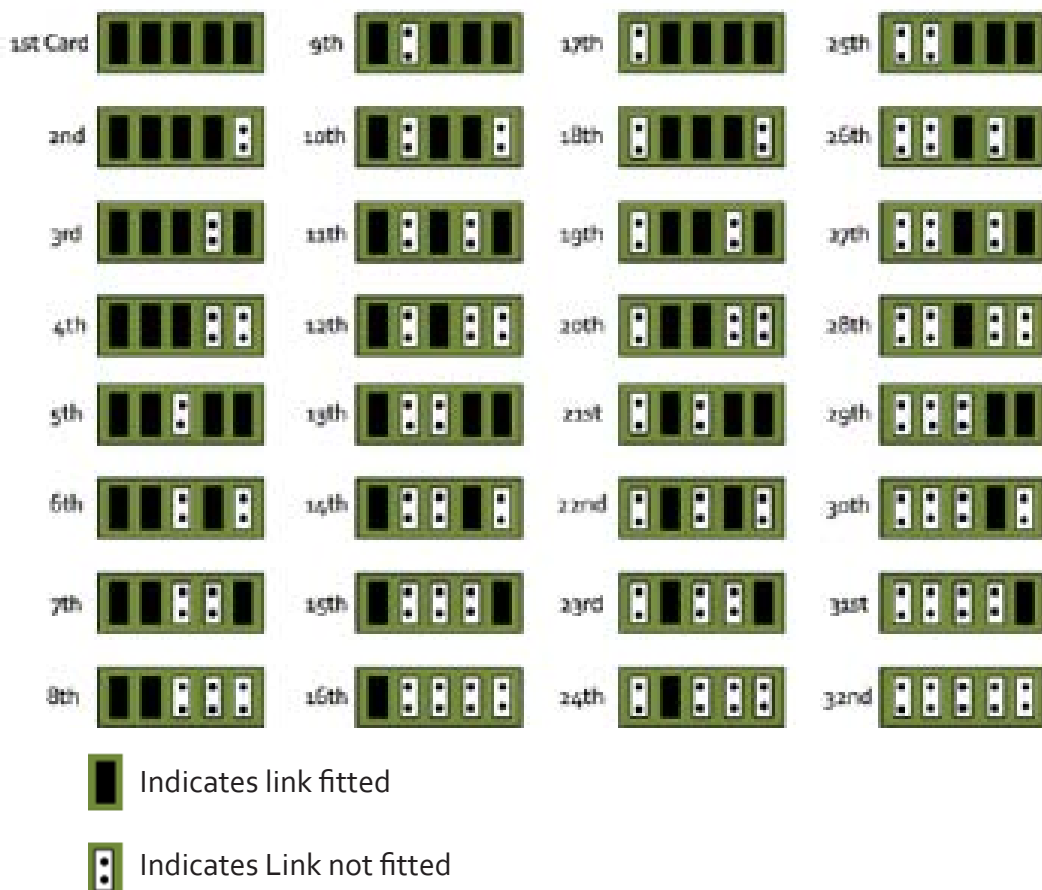 1st Card 9th 17th 25th
2nd 10th 18th 26th
3rd 11th 19th 27th
4th 12th 20th 28th
5th 13th 21st 29th
6th 14th 22nd 30th
7th 15th 23rd 31st
8th 16th 24th 32nd
Indicates link fitted
Indicates Link not fitted